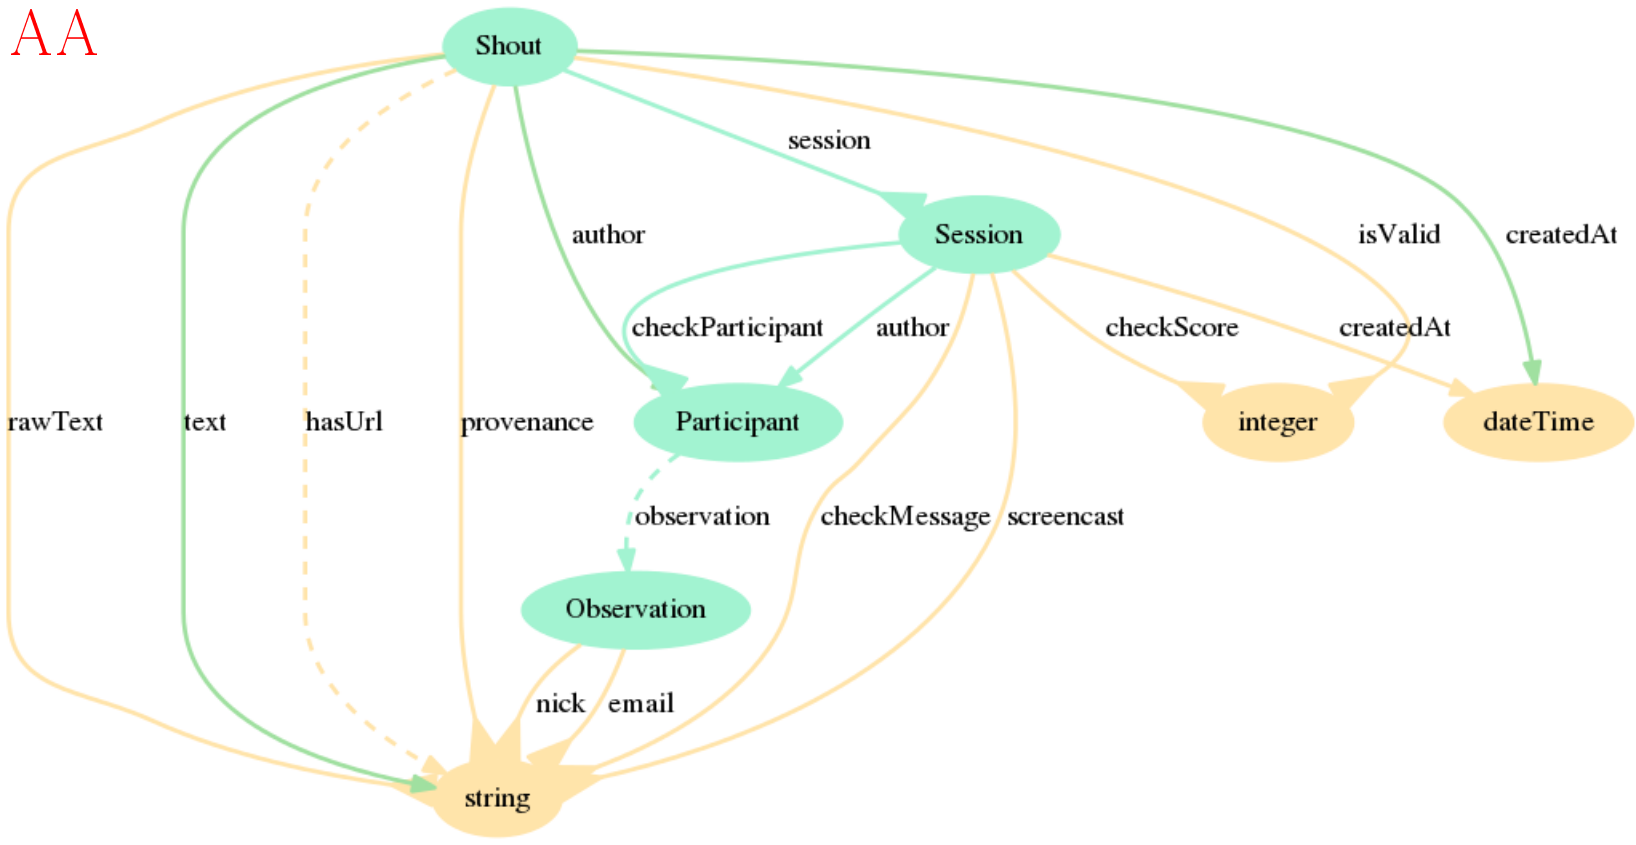 AA
Shout
session
author
Session
isValid
createdAt
checkParticipant
author
checkScore
createdAt
rawText
text
hasUrl
provenance
Participant
integer
dateTime
observation
checkMessage
screencast
Observation
nick
email
string